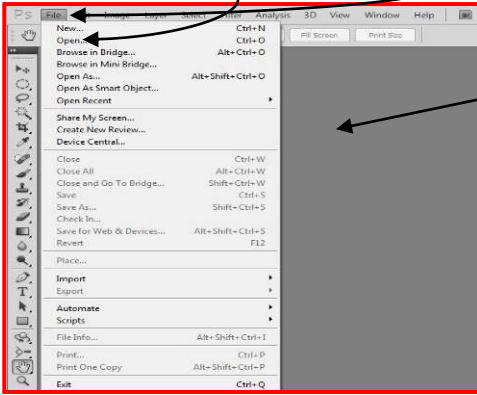 Ps File Edit Image Layer Select Filter Analysis 3D View Window Help
Fill Screen Print Size
New... Ctrl+N
Open... Ctrl+O
Browse in Bridge... Alt+Ctrl+O
Browse in Mini Bridge...
Open As... Alt+Shift+Ctrl+O
Open As Smart Object...
Open Recent
Share My Screen...
Create New Review...
Device Central...
Close Ctrl+W
Close All Alt+Ctrl+W
Close and Go To Bridge... Shift+Ctrl+W
Save Ctrl+S
Save As... Shift+Ctrl+S
Check In...
Save for Web & Devices... Alt+Shift+Ctrl+S
Revert F12
Place...
Import
Export
Automate
Scripts
File Info... Alt+Shift+Ctrl+I
Print... Ctrl+P
Print One Copy Alt+Shift+Ctrl+P
Exit Ctrl+Q